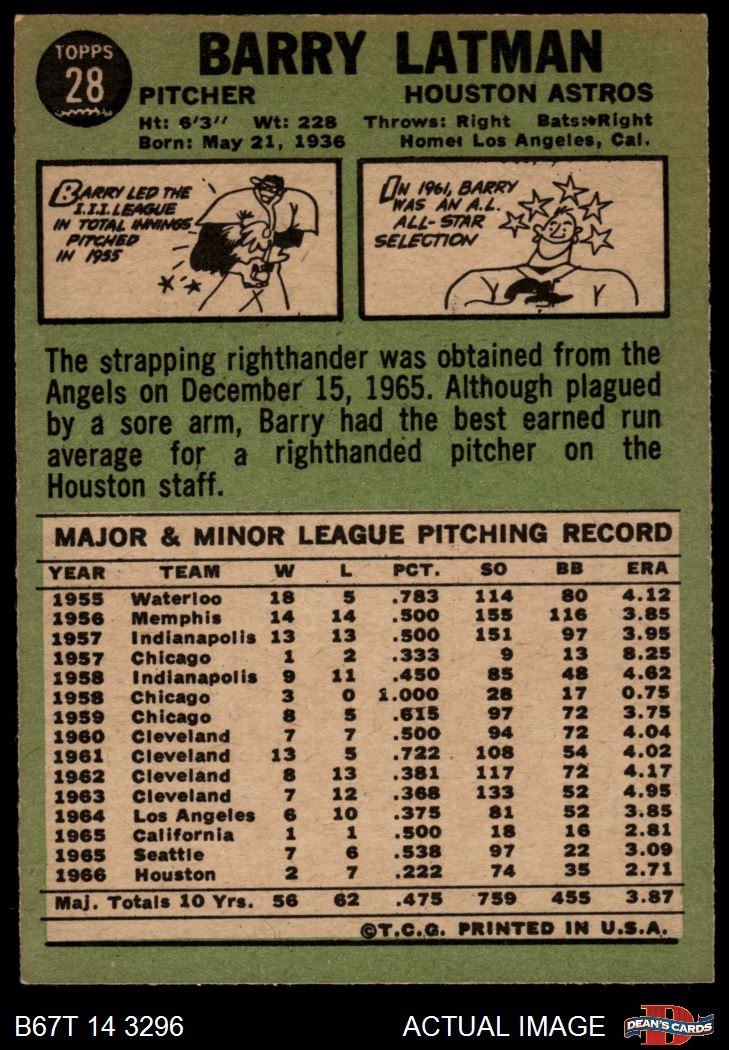 TOPPS
28
BARRY LATMAN
PITCHER HOUSTON ASTROS
Ht: 6'3" Wt: 228 Throws: Right Bats: Right
Born: May 21, 1936 Home: Los Angeles, Cal.
BARRY LED THE
I.I.I. LEAGUE
IN TOTAL INNINGS
PITCHED
IN 1955
IN 1961, BARRY
WAS AN A.L.
ALL-STAR
SELECTION
The strapping righthander was obtained from the
Angels on December 15, 1965. Although plagued
by a sore arm, Barry had the best earned run
average for a righthanded pitcher on the
Houston staff.
MAJOR & MINOR LEAGUE PITCHING RECORD
YEAR TEAM W L PCT. SO BB ERA
1955 Waterloo 18 5 .783 114 80 4.12
1956 Memphis 14 14 .500 155 116 3.85
1957 Indianapolis 13 13 .500 151 97 3.95
1957 Chicago 1 2 .333 9 13 8.25
1958 Indianapolis 9 11 .450 85 48 4.62
1958 Chicago 3 0 1.000 28 17 0.75
1959 Chicago 8 5 .615 97 72 3.75
1960 Cleveland 7 7 .500 94 72 4.04
1961 Cleveland 13 5 .722 108 54 4.02
1962 Cleveland 8 13 .381 117 72 4.17
1963 Cleveland 7 12 .368 133 52 4.95
1964 Los Angeles 6 10 .375 81 52 3.85
1965 California 1 1 .500 18 16 2.81
1965 Seattle 7 6 .538 97 22 3.09
1966 Houston 2 7 .222 74 35 2.71
Maj. Totals 10 Yrs. 56 62 .475 759 455 3.87
©T.C.G. PRINTED IN U.S.A.
B67T 14 3296 ACTUAL IMAGE
D
DEAN'S CARDS